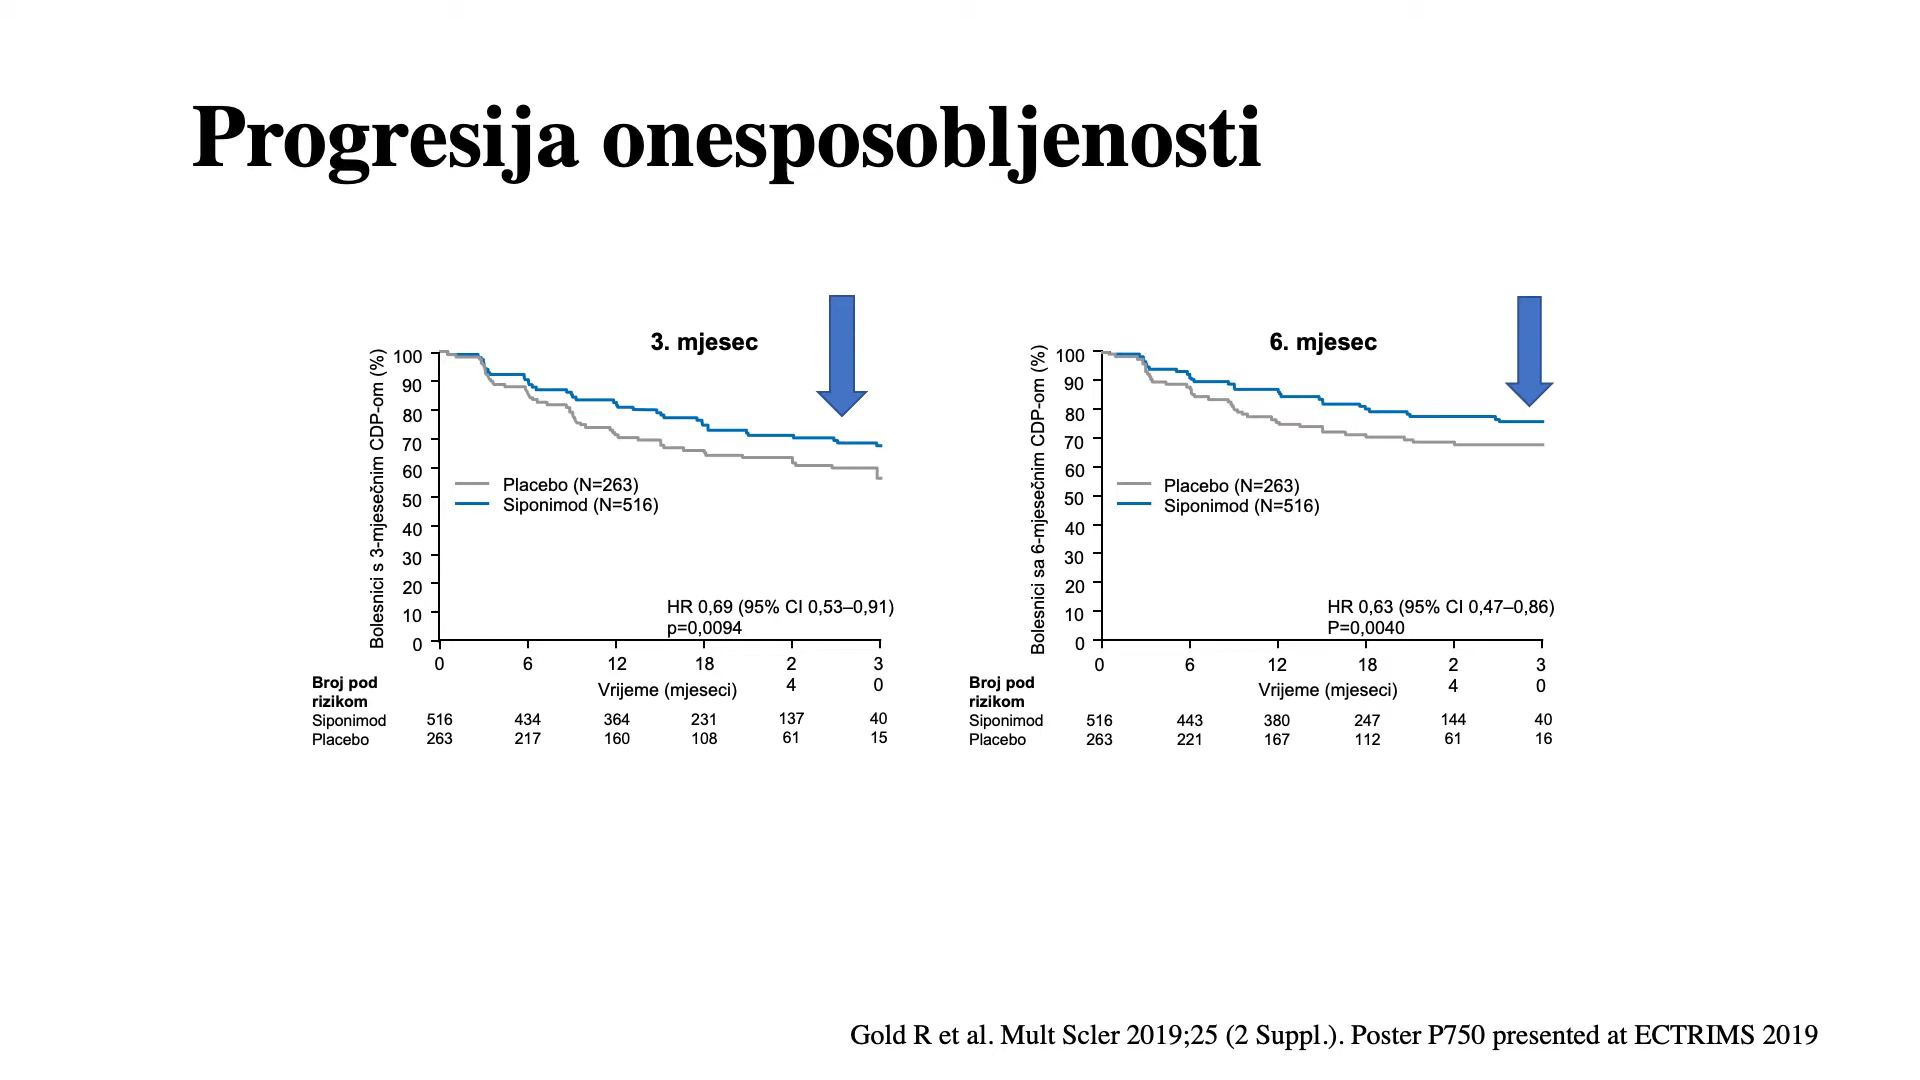 Progresija onesposobljenosti
3. mjesec
Bolesnici s 3-mjesečnim CDP-om (%)
100
90
80
70
60
50
40
30
20
10
0
Placebo (N=263)
Siponimod (N=516)
HR 0,69 (95% CI 0,53–0,91)
p=0,0094
0 6 12 18 2 3
4 0
Vrijeme (mjeseci)
Broj pod
rizikom
Siponimod 516 434 364 231 137 40
Placebo 263 217 160 108 61 15
6. mjesec
Bolesnici sa 6-mjesečnim CDP-om (%)
100
90
80
70
60
50
40
30
20
10
0
Placebo (N=263)
Siponimod (N=516)
HR 0,63 (95% CI 0,47–0,86)
P=0,0040
0 6 12 18 2 3
4 0
Vrijeme (mjeseci)
Broj pod
rizikom
Siponimod 516 443 380 247 144 40
Placebo 263 221 167 112 61 16
Gold R et al. Mult Scler 2019;25 (2 Suppl.). Poster P750 presented at ECTRIMS 2019